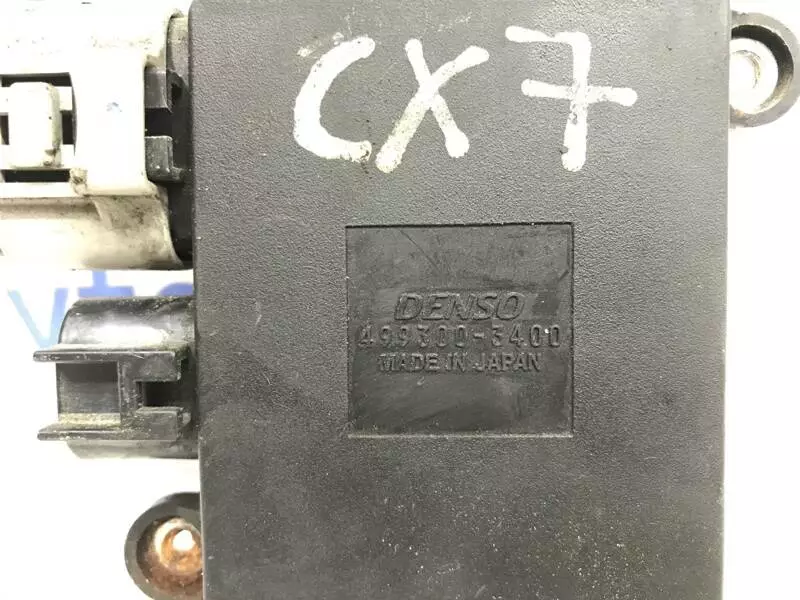 CX7
DENSO
499300-3400
MADE IN JAPAN